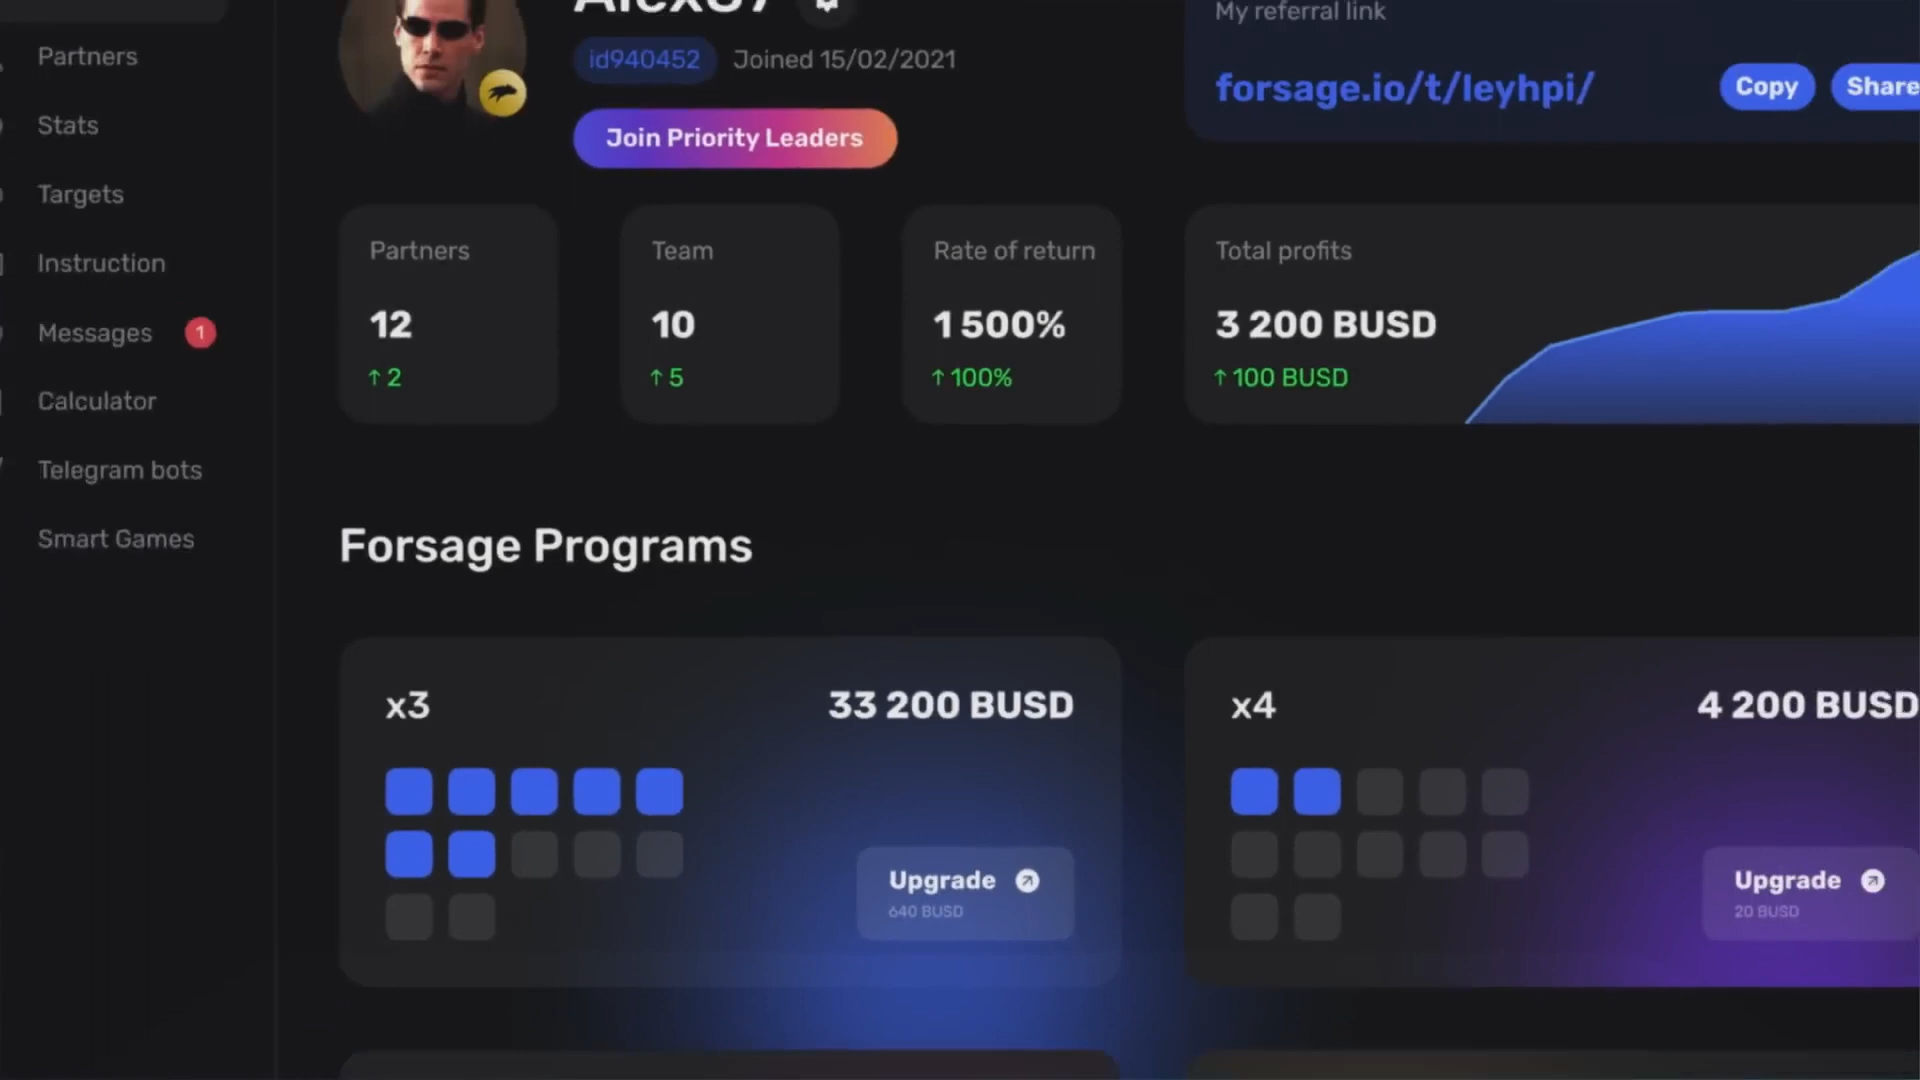 Partners
Stats
Targets
Instruction
Messages 1
Calculator
Telegram bots
Smart Games
id940452 Joined 15/02/2021
Join Priority Leaders
My referral link
forsage.io/t/leyhpi/
Copy Share
Partners
12
↑ 2
Team
10
↑ 5
Rate of return
1 500%
↑ 100%
Total profits
3 200 BUSD
↑ 100 BUSD
Forsage Programs
x3 33 200 BUSD
Upgrade
640 BUSD
x4 4 200 BUSD
Upgrade
20 BUSD